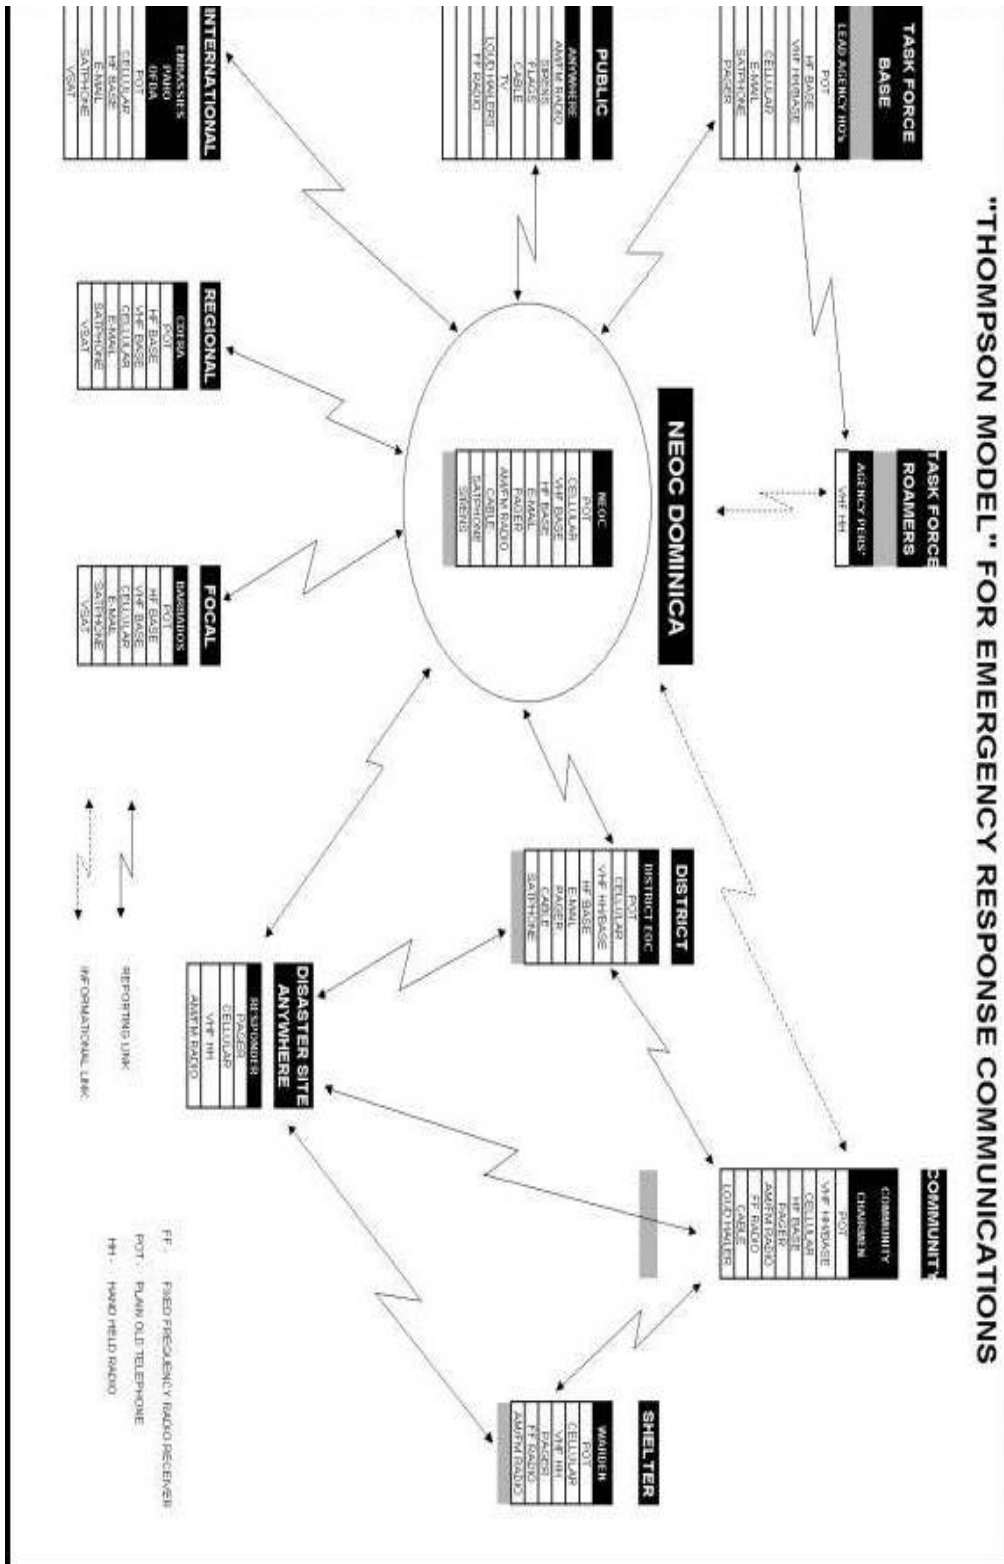 "THOMPSON MODEL" FOR EMERGENCY RESPONSE COMMUNICATIONS
TASK FORCE
BASE
LEAD AGENCY HQ's
POT
HF BASE
VHF HH/BASE
CELLULAR
E-MAIL
SATPHONE
PAGER
TASK FORCE
ROAMERS
AGENCY PERS'
VHF HH
COMMUNITY
COMMUNITY
CHAIRMEN
POT
VHF HH/BASE
CELLULAR
HF BASE
PAGER
AM/FM RADIO
FF RADIO
CABLE
LOUD HAILER
PUBLIC
ANYWHERE
AM/FM RADIO
SIRENS
FLAGS
CABLE
TV
LOUD HAILERS
FF RADIO
NEOC DOMINICA
NEOC
POT
CELLULAR
VHF BASE
HF BASE
E-MAIL
PAGER
AM/FM RADIO
CABLE
SATPHONE
SIRENS
DISTRICT
DISTRICT EOC
POT
CELLULAR
VHF HH/BASE
HF BASE
E-MAIL
PAGER
CABLE
SATPHONE
SHELTER
WARDEN
POT
CELLULAR
VHF HH
PAGER
FF RADIO
AM/FM RADIO
INTERNATIONAL
EMBASSIES
PAHO
OFDA
POT
CELLULAR
HF BASE
E-MAIL
SATPHONE
VSAT
REGIONAL
CDERA
POT
HF BASE
VHF BASE
CELLULAR
E-MAIL
SATPHONE
VSAT
FOCAL
BARBADOS
POT
HF BASE
VHF BASE
CELLULAR
E-MAIL
SATPHONE
VSAT
DISASTER SITE
ANYWHERE
RESPONDER
PAGER
CELLULAR
VHF HH
AM/FM RADIO
REPORTING LINK
INFORMATIONAL LINK
FF - FIXED FREQUENCY RADIO RECEIVER
POT - PLAIN OLD TELEPHONE
HH - HAND HELD RADIO